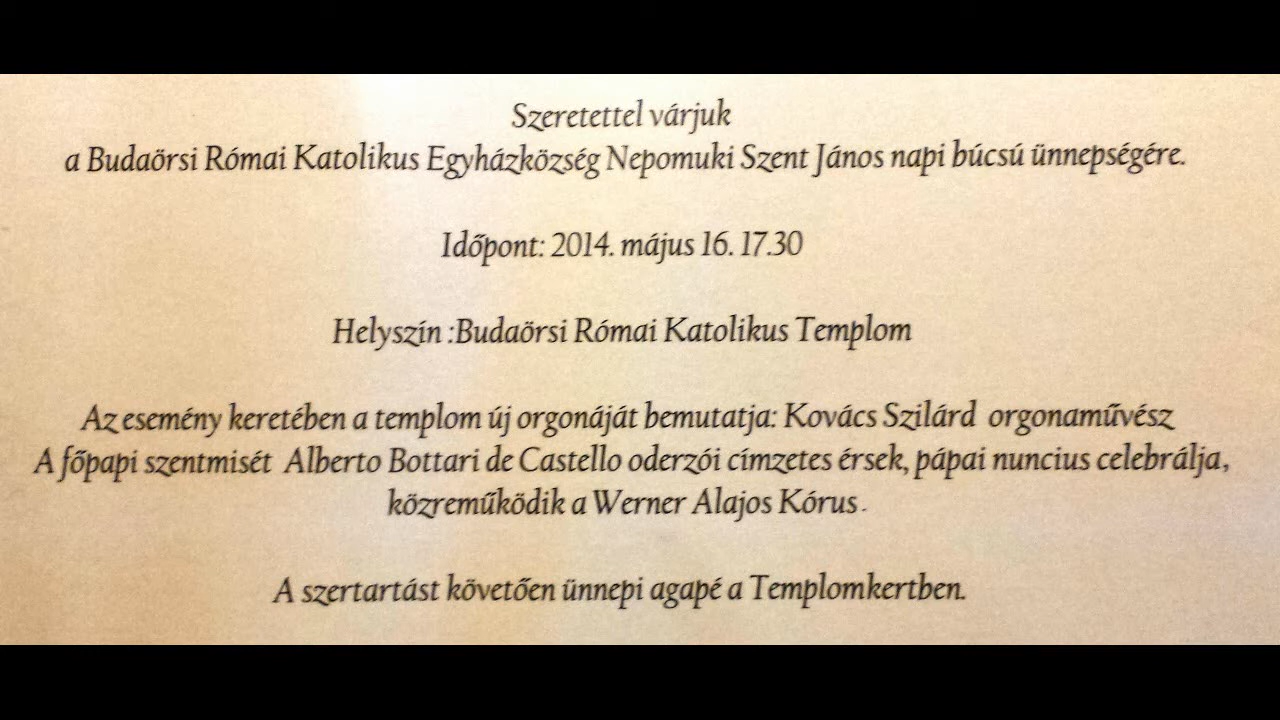 Szeretettel várjuk
a Budaörsi Római Katolikus Egyházközség Nepomuki Szent János napi búcsú ünnepségére.
Időpont: 2014. május 16. 17.30
Helyszín :Budaörsi Római Katolikus Templom
Az esemény keretében a templom új orgonáját bemutatja: Kovács Szilárd orgonaművész
A főpapi szentmisét Alberto Bottari de Castello oderzói címzetes érsek, pápai nuncius celebrálja,
közreműködik a Werner Alajos Kórus.
A szertartást követően ünnepi agapé a Templomkertben.